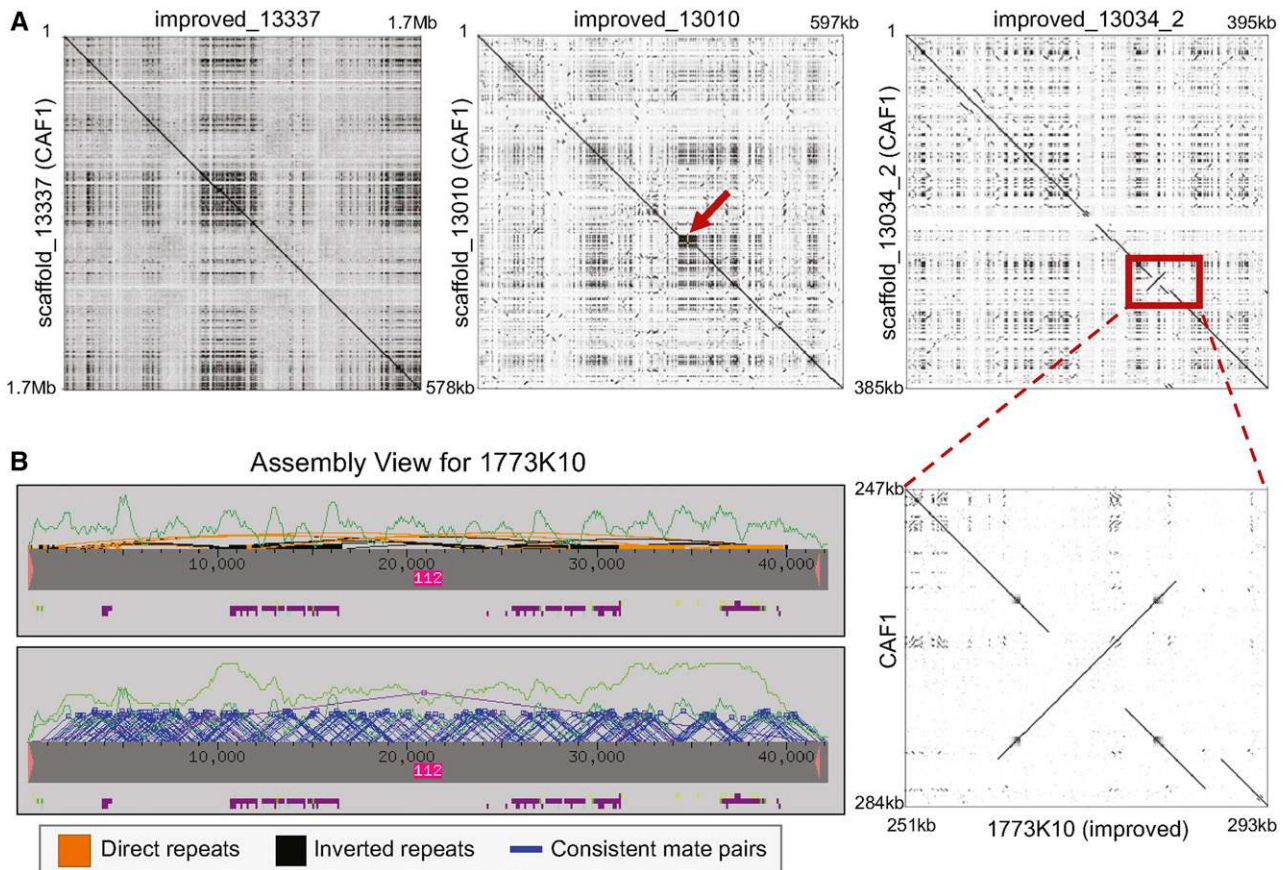 A
improved_13337
1.7Mb
improved_13010
597kb
improved_13034_2
395kb
1
scaffold_13337 (CAF1)
1.7Mb
1
scaffold_13010 (CAF1)
578kb
1
scaffold_13034_2 (CAF1)
385kb
B
Assembly View for 1773K10
10,000
20,000
30,000
40,000
112
10,000
20,000
30,000
40,000
112
Direct repeats
Inverted repeats
Consistent mate pairs
247kb
CAF1
284kb
251kb
1773K10 (improved)
293kb